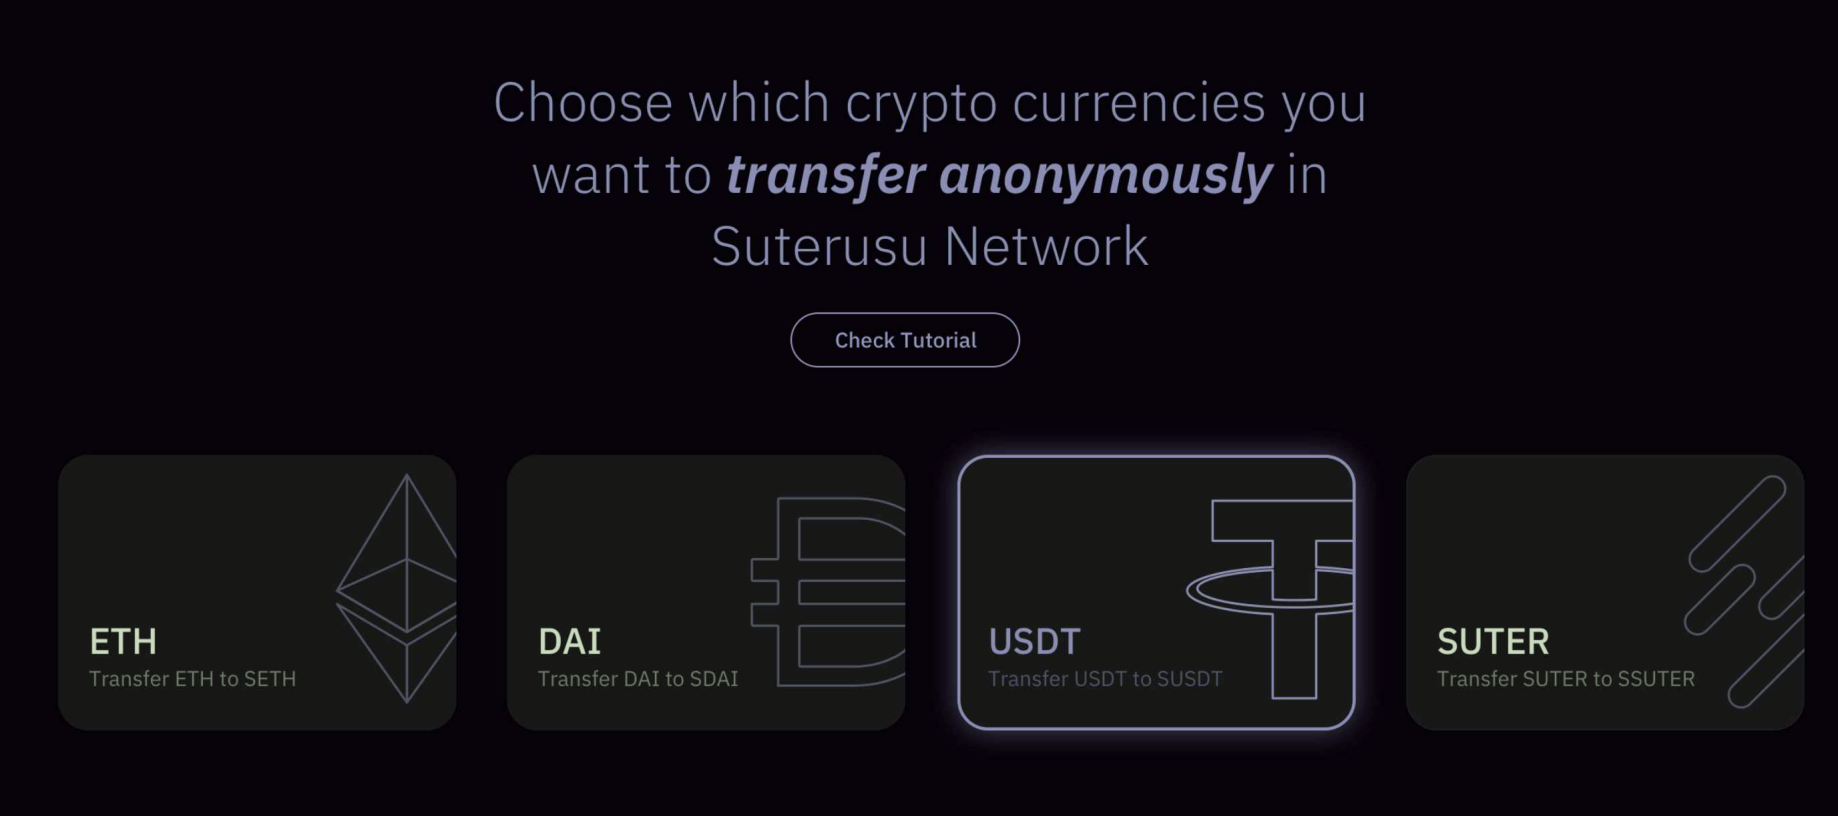 Choose which crypto currencies you
want to transfer anonymously in
Suterusu Network
Check Tutorial
ETH
Transfer ETH to SETH
DAI
Transfer DAI to SDAI
USDT
Transfer USDT to SUSDT
SUTER
Transfer SUTER to SSUTER